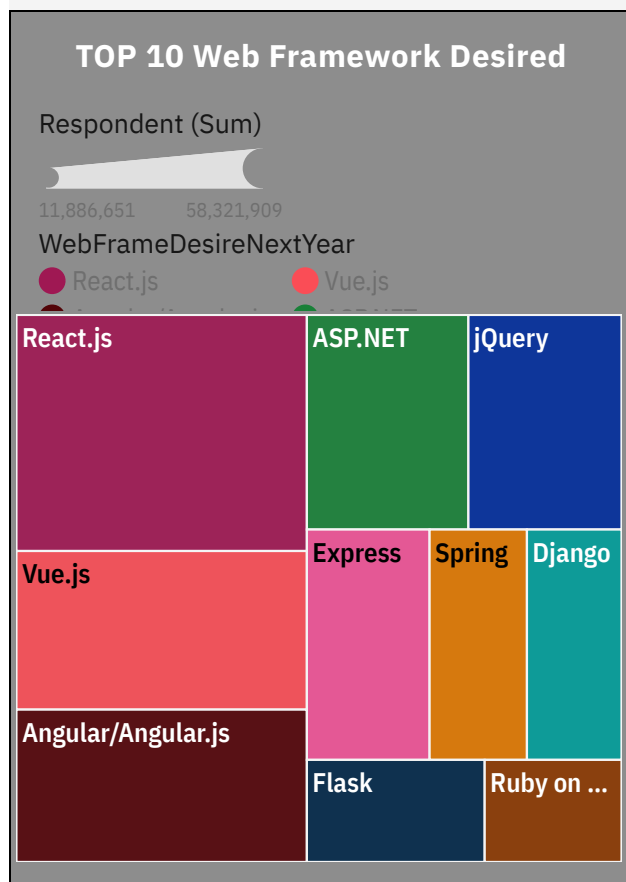 TOP 10 Web Framework Desired
Respondent (Sum)
11,886,651 58,321,909
WebFrameDesireNextYear
React.js Vue.js
React.js ASP.NET jQuery
Vue.js Express Spring Django
Angular/Angular.js
Flask Ruby on ...